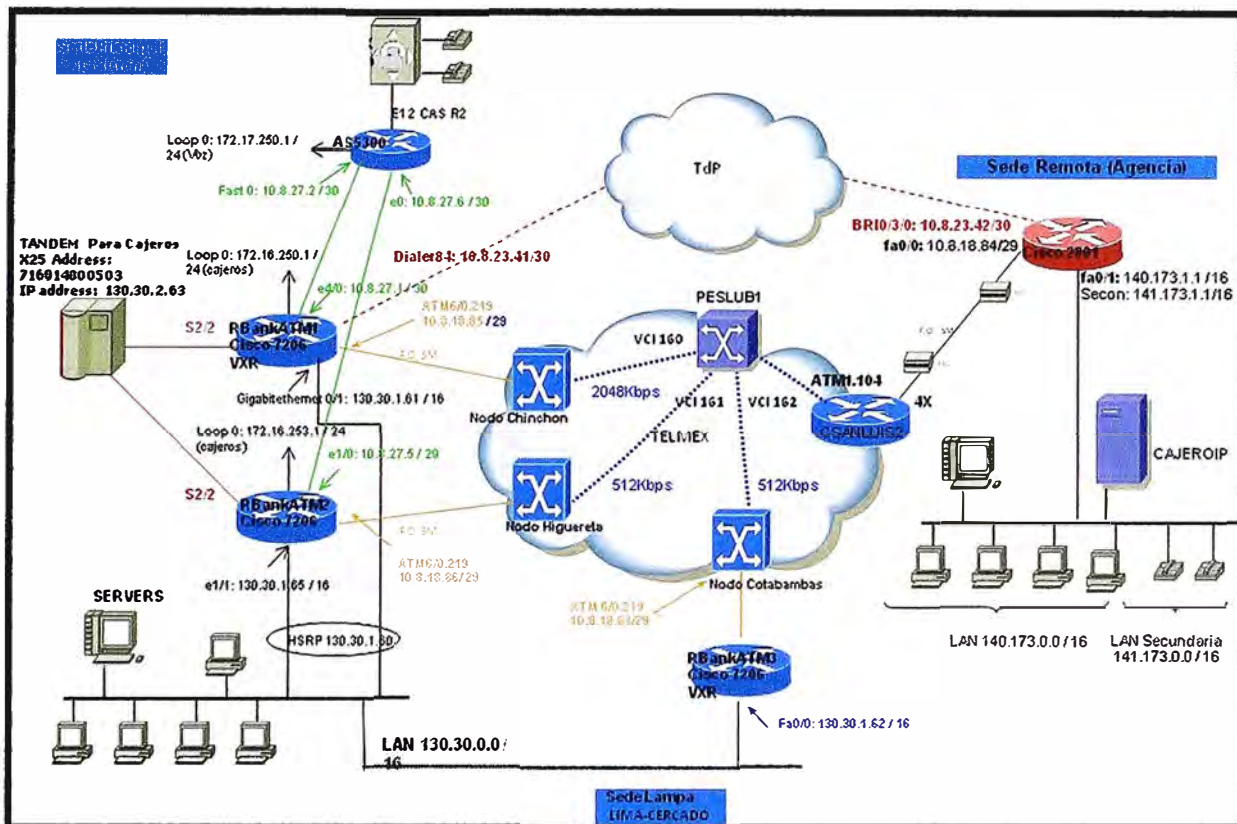 E12 CAS R2
AS5300
Loop 0: 172.17.250.1 /
24 (Voz)
Fast 0: 10.8.27.2 / 30
e0: 10.8.27.6 / 30
TdP
Sede Remota (Agencia)
BRI0/3/0: 10.8.23.42/30
fa0/0: 10.8.18.84/29
fa0/1: 140.173.1.1 /16
Secon: 141.173.1.1/16
TANDEM Para Cajeros
X25 Address:
716914800503
IP address: 130.30.2.63
Loop 0: 172.16.250.1 /
24 (cajeros)
Dialer84: 10.8.23.41/30
e4/0: 10.8.27.1 / 30
ATM6/0.219
10.8.18.85 /29
S2/2
RBankATM1
Cisco 7206
VXR
PESLUB1
VCI 160
2048Kbps
VCI 161
VCI 162
ATM1.104
4X
Nodo Chinchon
TELMEX
CSANLUIS2
CAJEROIP
Gigabitethernet 0/1: 130.30.1.61 / 16
Loop 0: 172.16.253.1 / 24
(cajeros)
e1/0: 10.8.27.5 / 29
S2/2
RBankATM2
Cisco 7206
512Kbps
512Kbps
Nodo Higuereta
ATM6/0.219
10.8.18.86/29
Nodo Cotabambas
e1/1: 130.30.1.65 / 16
SERVERS
HSRP 130.30.1.60
ATM 6/0.219
RBankATM3
Cisco 7206
VXR
LAN 140.173.0.0 / 16
LAN Secundaria
141.173.0.0 / 16
Fa0/0: 130.30.1.62 / 16
LAN 130.30.0.0 /
16
Sede Lampa
LIMA-CERCADO